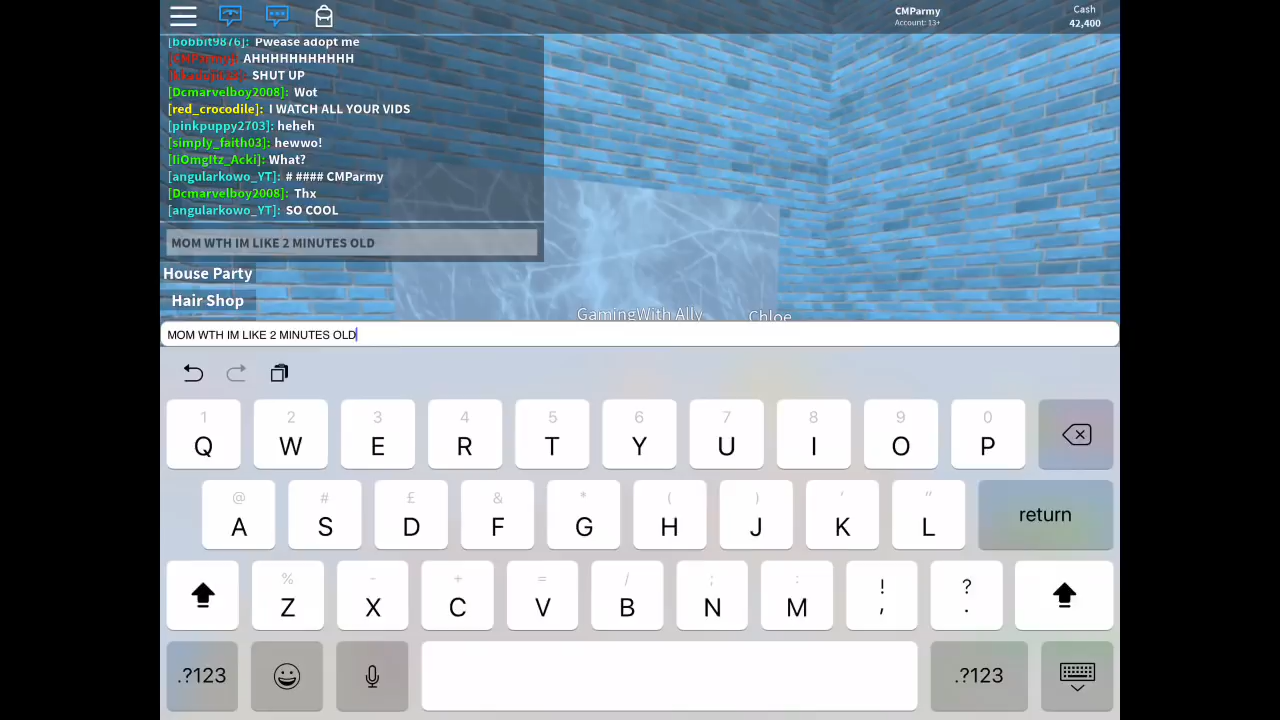 CMParmy
Account: 13+
Cash
42,400
[bobbit9876]: Pwease adopt me
[CMParmy]: AHHHHHHHHHHH
SHUT UP
[Dcmarvelboy2008]: Wot
[red_crocodile]: I WATCH ALL YOUR VIDS
[pinkpuppy2703]: heheh
[simply_faith03]: hewwo!
[IiOmgItz_Acki]: What?
[angularkowo_YT]: # #### CMParmy
[Dcmarvelboy2008]: Thx
[angularkowo_YT]: SO COOL
MOM WTH IM LIKE 2 MINUTES OLD
House Party
Hair Shop
GamingWith Ally
Chloe
MOM WTH IM LIKE 2 MINUTES OLD
1 2 3 4 5 6 7 8 9 0
Q W E R T Y U I O P
@ # £ & * ( ) ' "
A S D F G H J K L return
% - + = / ; : ! ?
Z X C V B N M , .
.?123 .?123